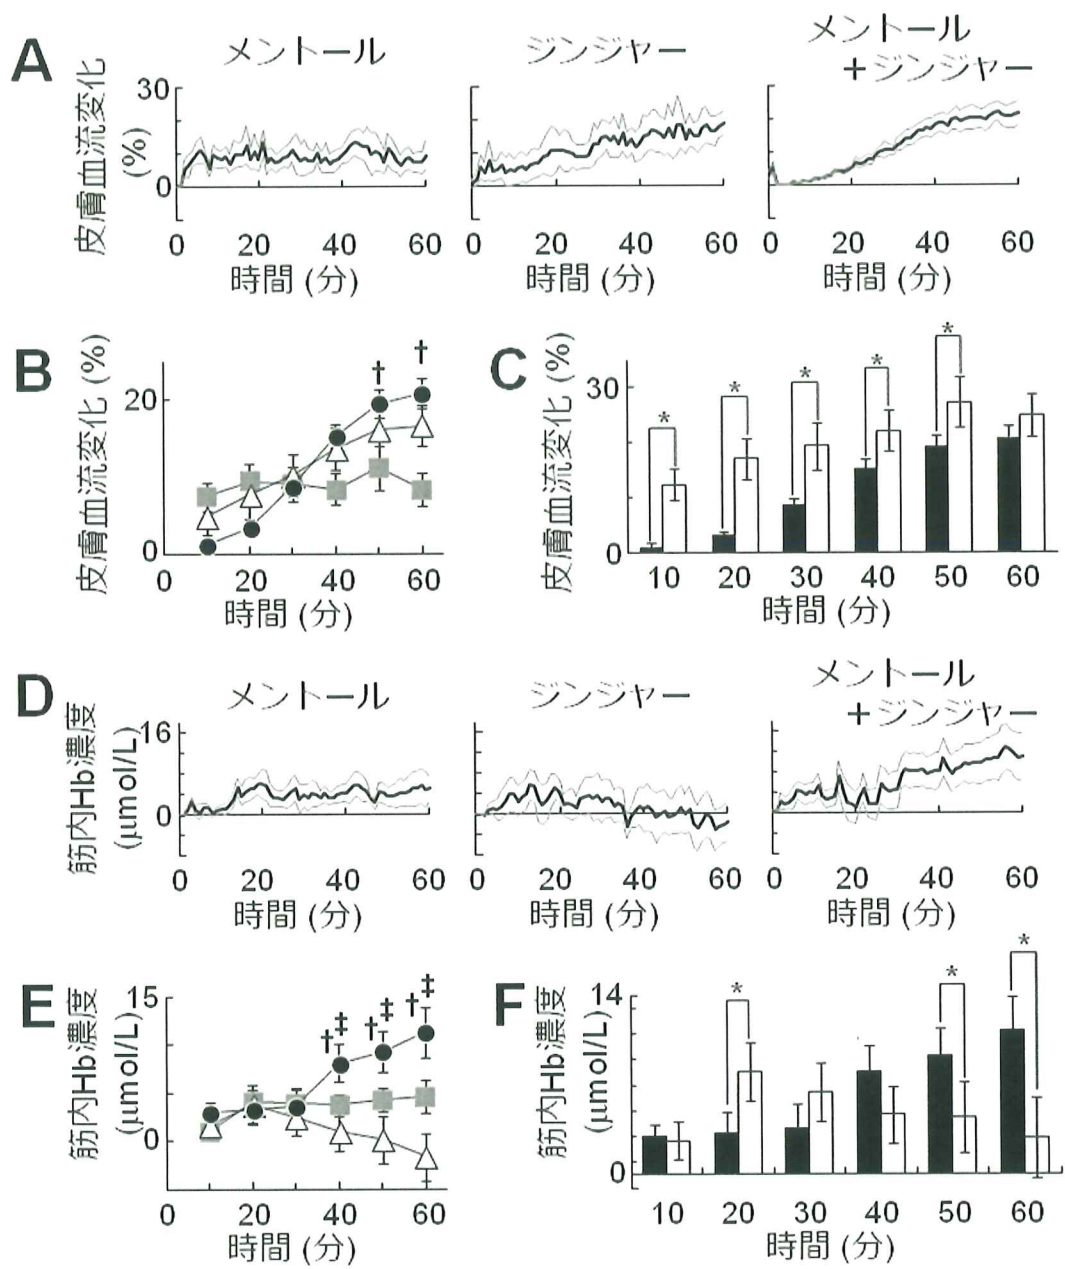 A
メントール
ジンジャー
メントール
+ジンジャー
皮膚血流変化
(%)
30
0
0 20 40 60
0 20 40 60
0 20 40 60
時間 (分)
時間 (分)
時間 (分)
B
皮膚血流変化 (%)
20
0
† †
0 20 40 60
時間 (分)
C
皮膚血流変化 (%)
30
0
* * * * *
10 20 30 40 50 60
時間 (分)
D
メントール
ジンジャー
メントール
+ジンジャー
筋内Hb濃度
(μmol/L)
16
0
0 20 40 60
0 20 40 60
0 20 40 60
時間 (分)
時間 (分)
時間 (分)
E
筋内Hb濃度
(μmol/L)
15
0
†‡ †‡ †‡
0 20 40 60
時間 (分)
F
筋内Hb濃度
(μmol/L)
14
0
* * *
10 20 30 40 50 60
時間 (分)